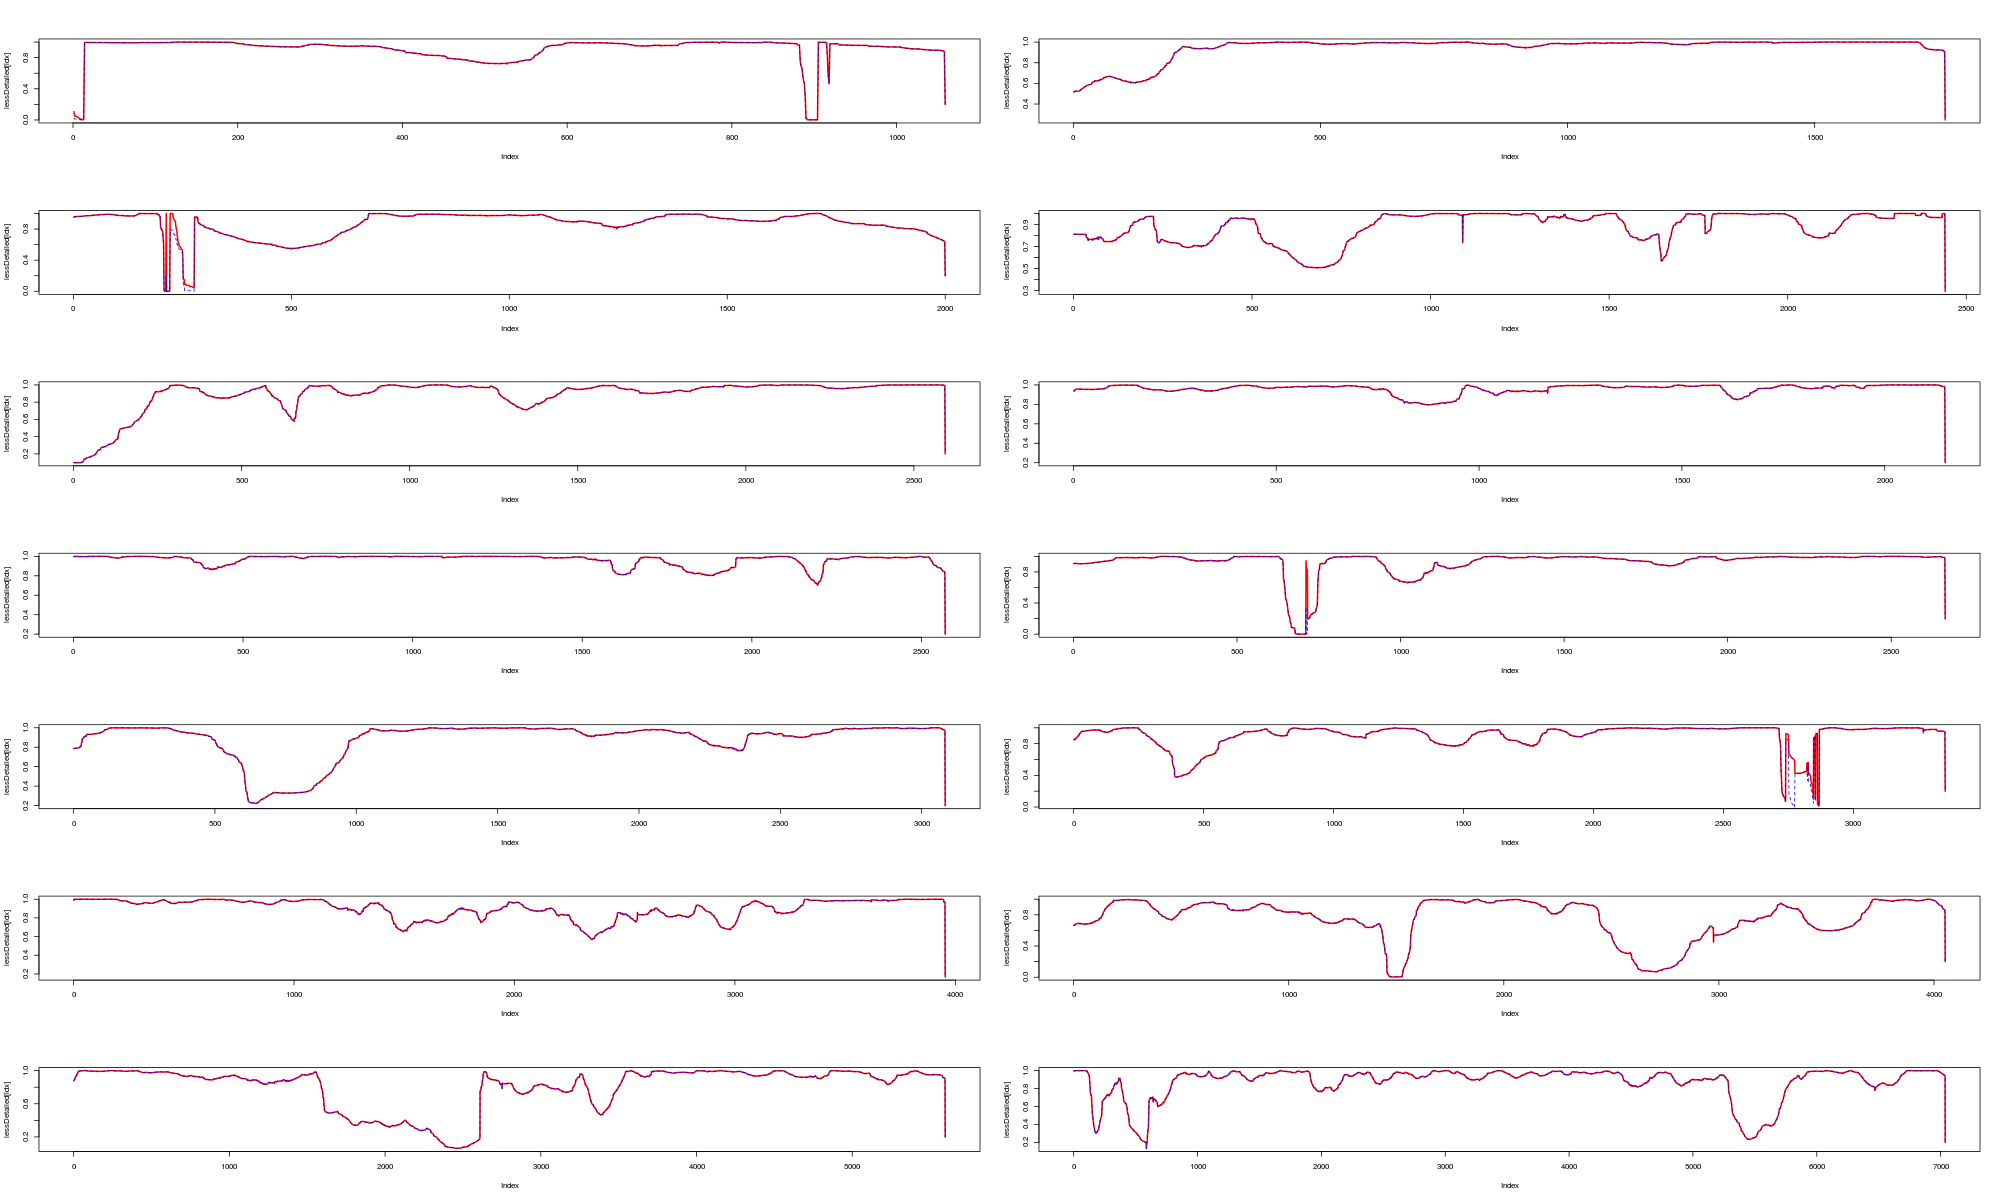 lessDetailed[idx]
0.0 0.4 0.8
0 200 400 600 800 1000
Index
lessDetailed[idx]
0.4 0.6 0.8 1.0
0 500 1000 1500
Index
lessDetailed[idx]
0.0 0.4 0.8
0 500 1000 1500 2000
Index
lessDetailed[idx]
0.3 0.5 0.7 0.9
0 500 1000 1500 2000 2500
Index
lessDetailed[idx]
0.2 0.4 0.6 0.8 1.0
0 500 1000 1500 2000 2500
Index
lessDetailed[idx]
0.2 0.4 0.6 0.8 1.0
0 500 1000 1500 2000
Index
lessDetailed[idx]
0.2 0.4 0.6 0.8 1.0
0 500 1000 1500 2000 2500
Index
lessDetailed[idx]
0.0 0.4 0.8
0 500 1000 1500 2000 2500
Index
lessDetailed[idx]
0.2 0.4 0.6 0.8 1.0
0 500 1000 1500 2000 2500 3000
Index
lessDetailed[idx]
0.0 0.4 0.8
0 500 1000 1500 2000 2500 3000
Index
lessDetailed[idx]
0.2 0.4 0.6 0.8 1.0
0 1000 2000 3000 4000
Index
lessDetailed[idx]
0.0 0.4 0.8
0 1000 2000 3000 4000
Index
lessDetailed[idx]
0.2 0.6 1.0
0 1000 2000 3000 4000 5000
Index
lessDetailed[idx]
0.2 0.4 0.6 0.8 1.0
0 1000 2000 3000 4000 5000 6000 7000
Index